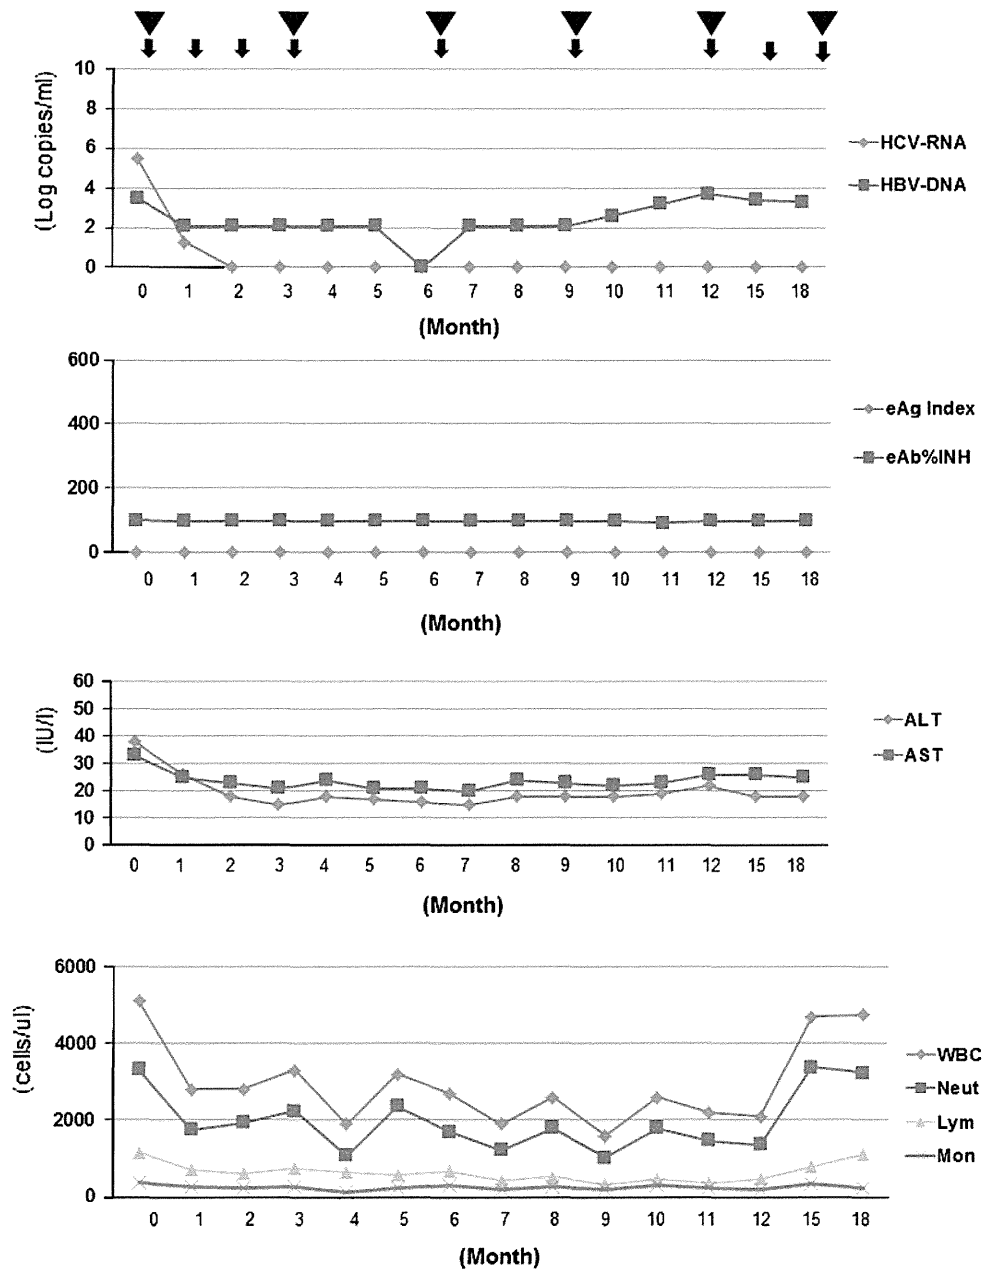 10
8
6
4
2
0
(Log copies/ml)
HCV-RNA
HBV-DNA
0 1 2 3 4 5 6 7 8 9 10 11 12 18
(Month)
600
400
200
0
eAg Index
eAb%INH
0 1 2 3 4 5 6 7 8 9 10 11 12 15 18
(Month)
60
50
40
30
20
10
0
(IU/l)
ALT
AST
0 1 2 3 4 5 6 7 8 9 10 11 12 15 18
(Month)
6000
4000
2000
0
(cells/ul)
WBC
Neut
Lym
Mon
0 1 2 3 4 5 6 7 8 9 10 11 12 15 18
(Month)